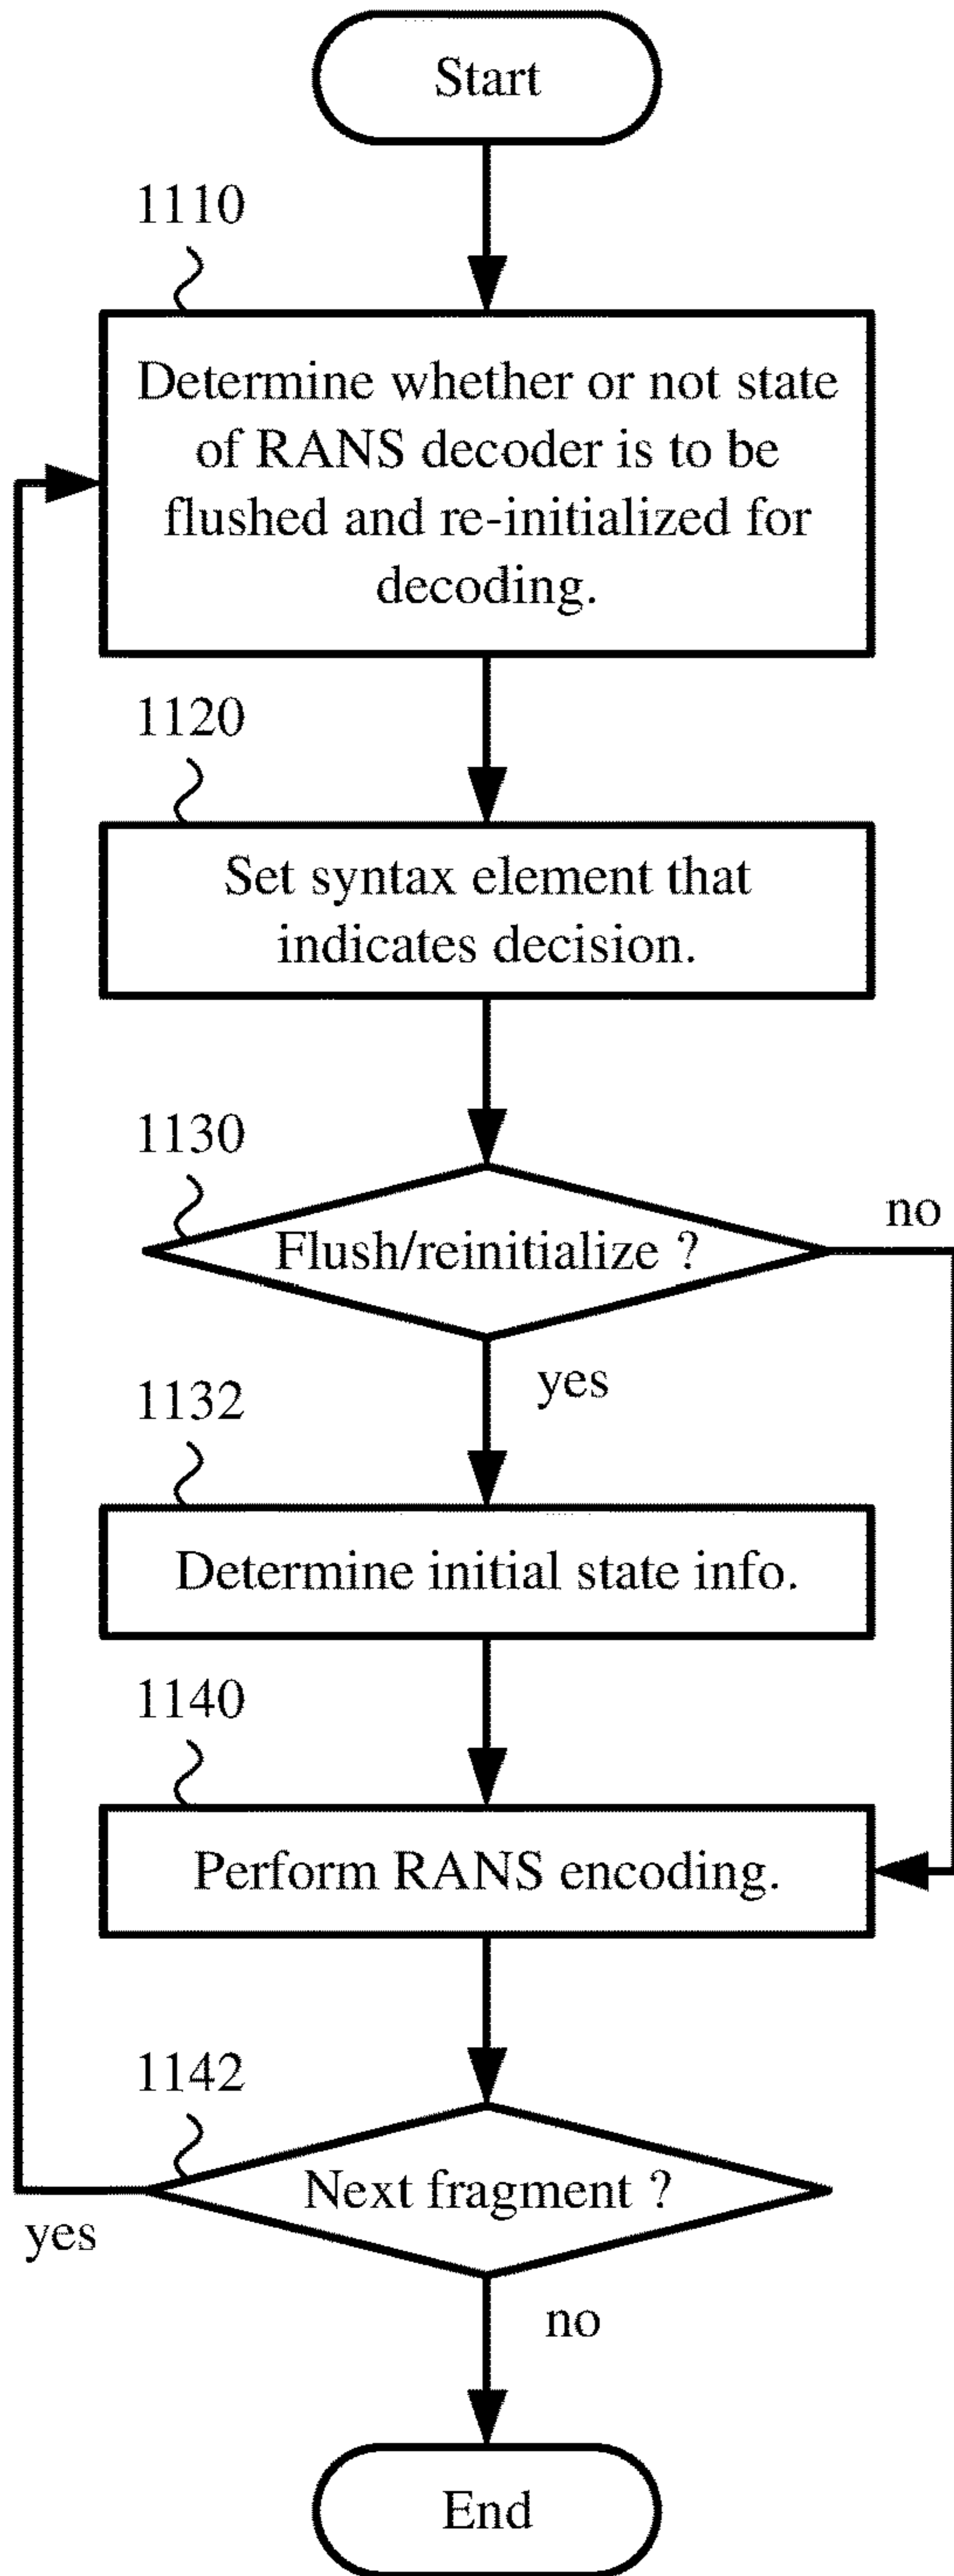 Start
1110
Determine whether or not state
of RANS decoder is to be
flushed and re-initialized for
decoding.
1120
Set syntax element that
indicates decision.
1130
no
Flush/reinitialize ?
yes
1132
Determine initial state info.
1140
Perform RANS encoding.
1142
Next fragment ?
yes
no
End